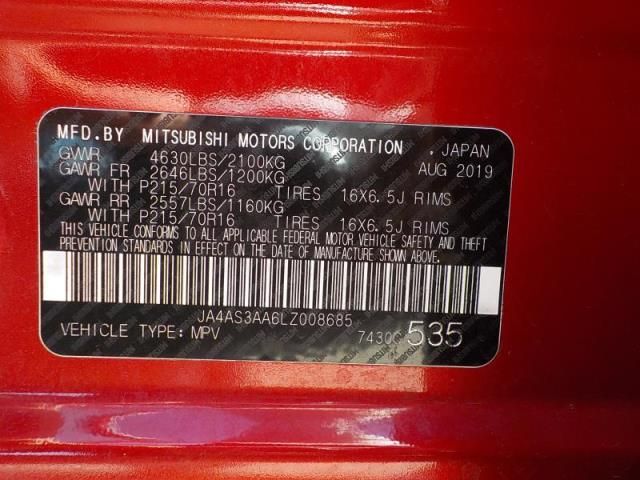 MFD.BY MITSUBISHI MOTORS CORPORATION , JAPAN
GVWR 4630LBS/2100KG AUG 2019
GAWR FR 2646LBS/1200KG
WITH P215/70R16 TIRES 16X6.5J RIMS
GAWR RR 2557LBS/1160KG
WITH P215/70R16 TIRES 16X6.5J RIMS
THIS VEHICLE CONFORMS TO ALL APPLICABLE FEDERAL MOTOR VEHICLE SAFETY AND THEFT
PREVENTION STANDARDS IN EFFECT ON THE DATE OF MANUFACTURE SHOWN ABOVE.
JA4AS3AA6LZ008685
VEHICLE TYPE: MPV 7430C 535